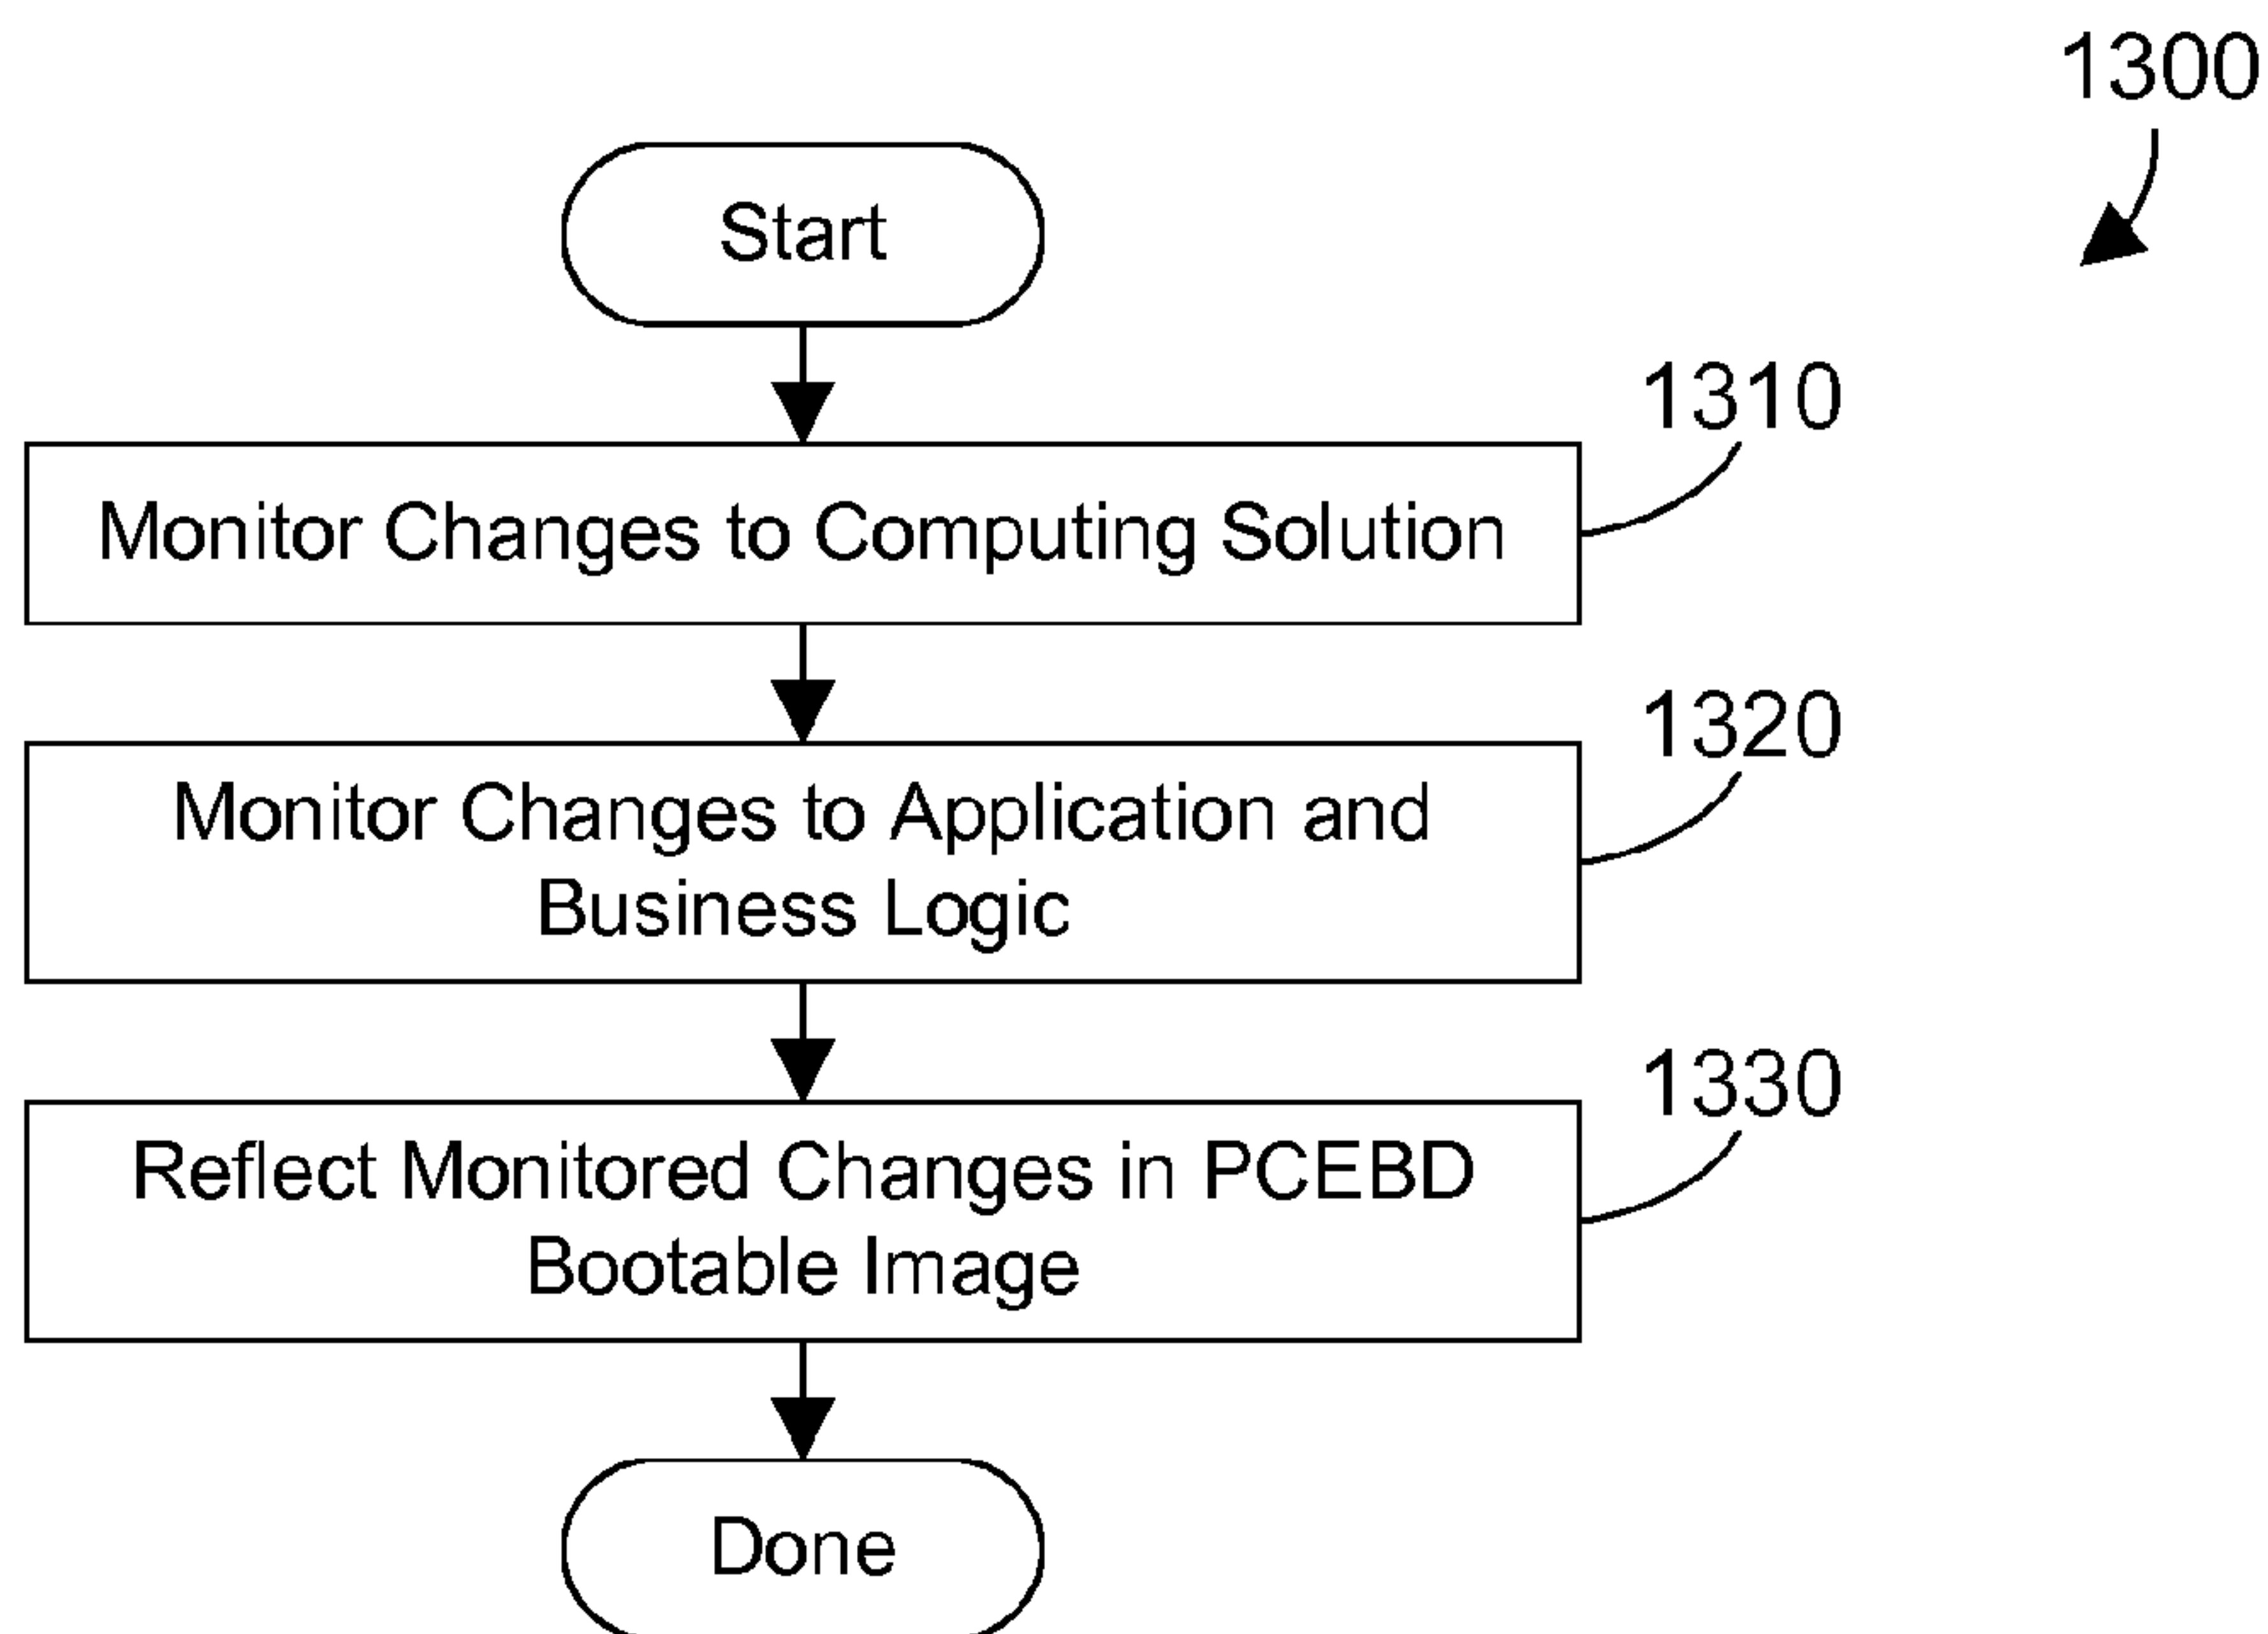 1300
Start
1310
Monitor Changes to Computing Solution
1320
Monitor Changes to Application and
Business Logic
1330
Reflect Monitored Changes in PCEBD
Bootable Image
Done